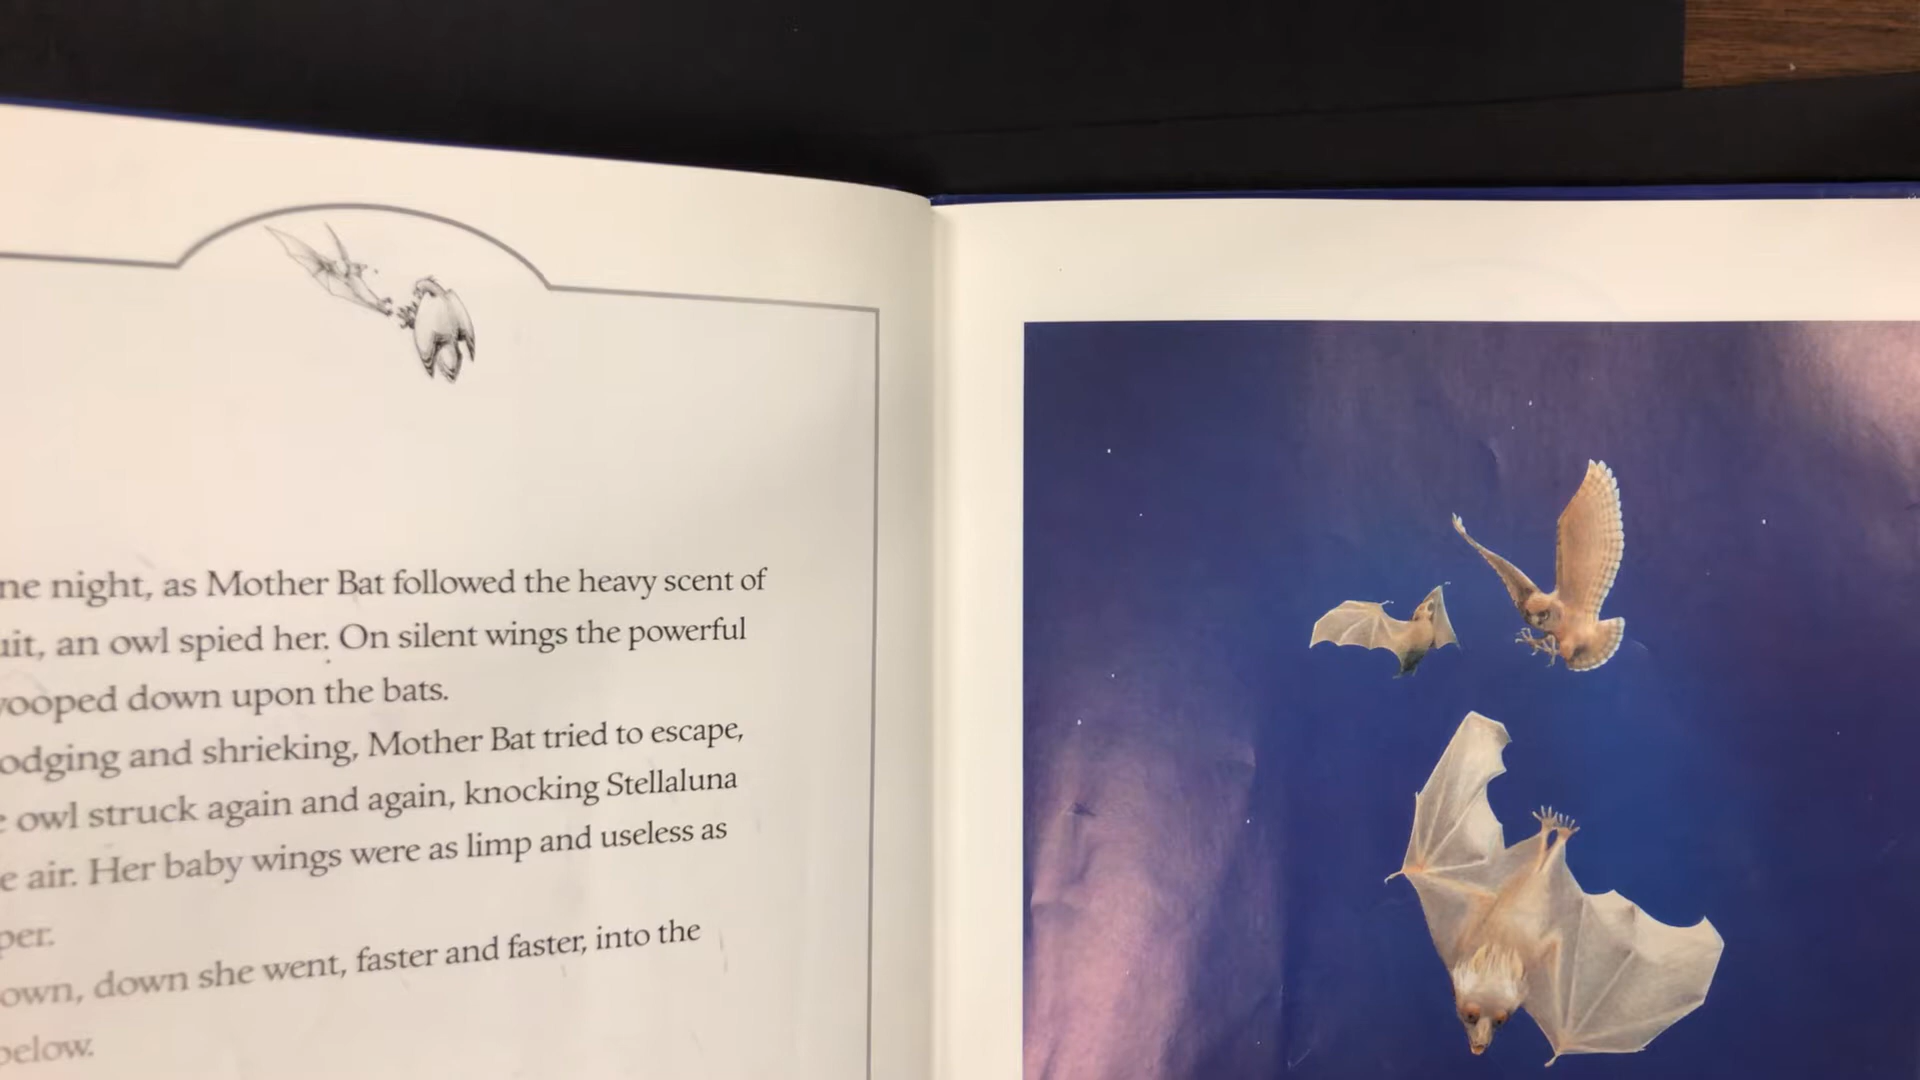 ne night, as Mother Bat followed the heavy scent of
uit, an owl spied her. On silent wings the powerful
ooped down upon the bats.
odging and shrieking, Mother Bat tried to escape,
e owl struck again and again, knocking Stellaluna
e air. Her baby wings were as limp and useless as
per.
own, down she went, faster and faster, into the
below.